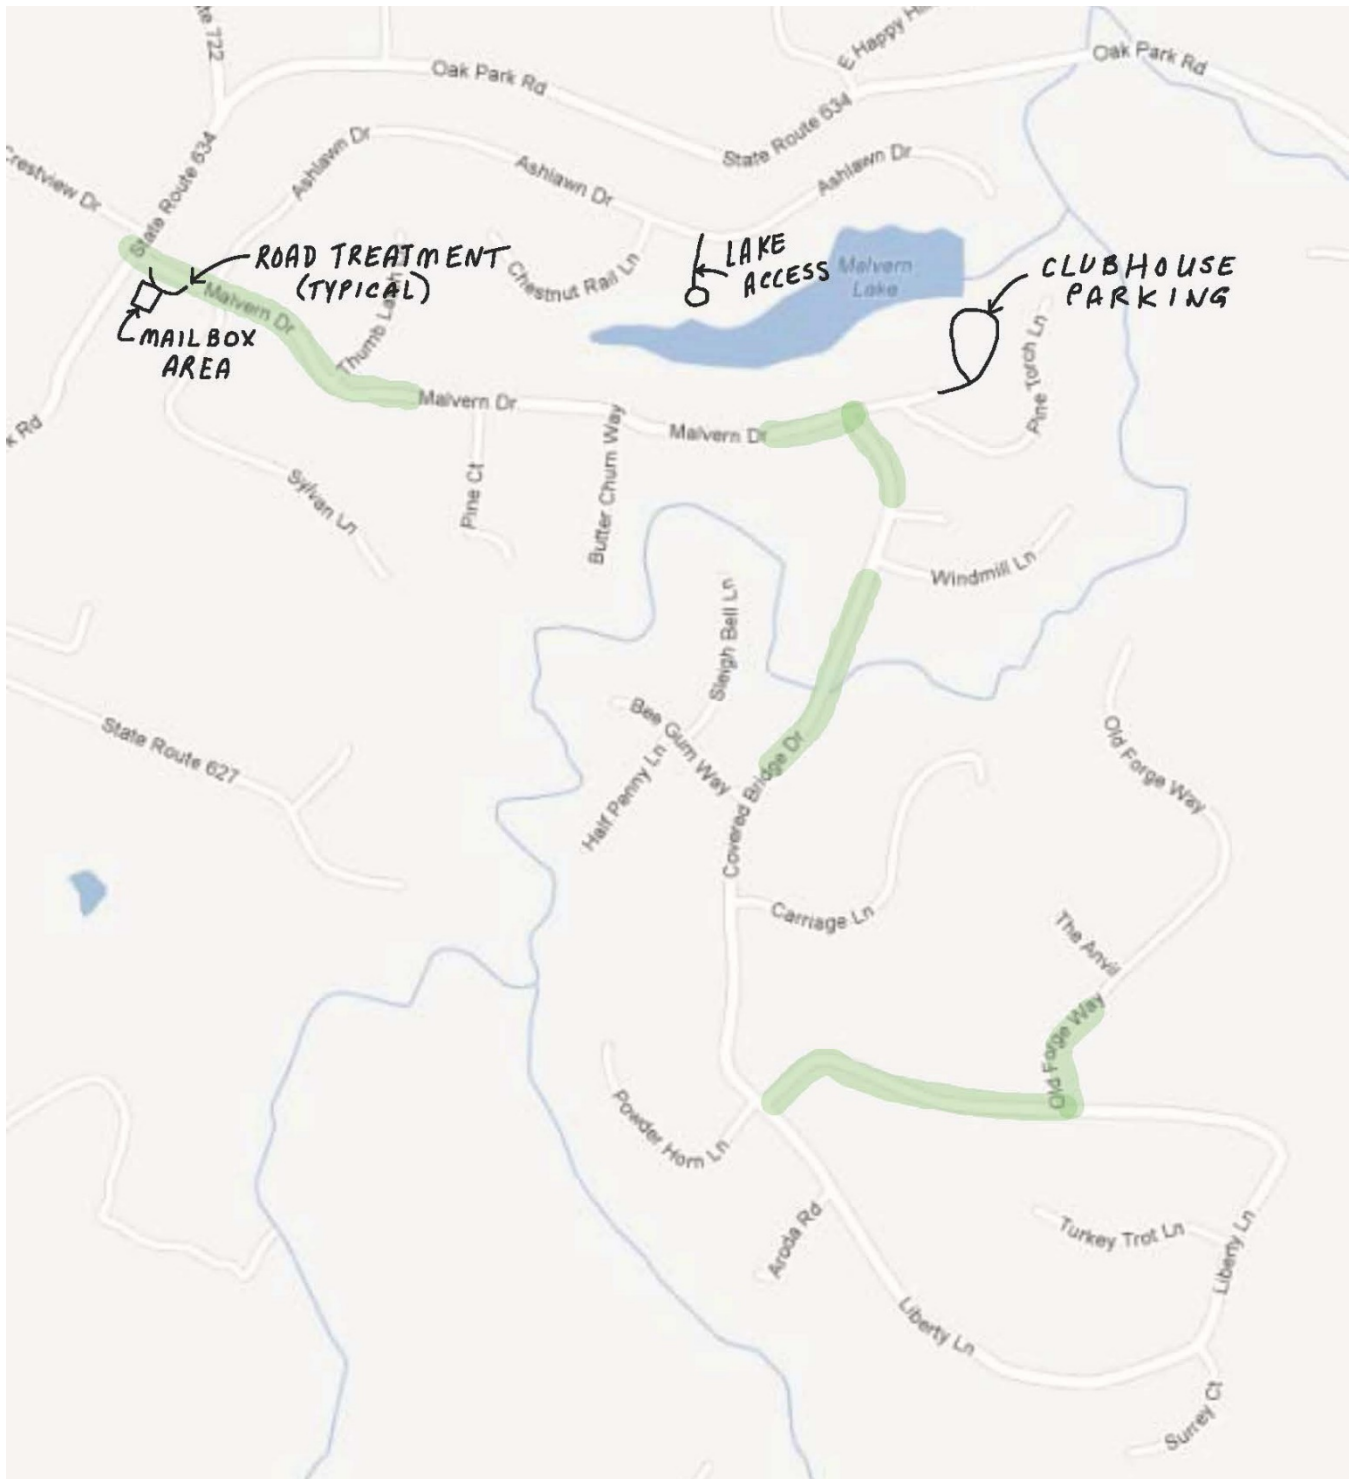 te 722
Oak Park Rd
E Happy Hi
Oak Park Rd
State Route 634
State Route 634
Crestview Dr
Ashlawn Dr
Ashlawn Dr
Ashlawn Dr
ROAD TREATMENT
(TYPICAL)
Chestnut Rail Ln
LAKE
ACCESS
Malvern
Lake
CLUBHOUSE
PARKING
Malvern Dr
MAILBOX
AREA
Thumb
Pine Torch Ln
Malvern Dr
Malvern Dr
k Rd
Sylvan Ln
Pine Ct
Butter Churn Way
Windmill Ln
Sleigh Bell Ln
Bee Gum Way
Half Penny Ln
Covered Bridge Dr
State Route 627
Old Forge Way
Carriage Ln
The Anvil
Old Forge Way
Powder Horn Ln
Aroda Rd
Turkey Trot Ln
Liberty Ln
Liberty Ln
Surrey Ct